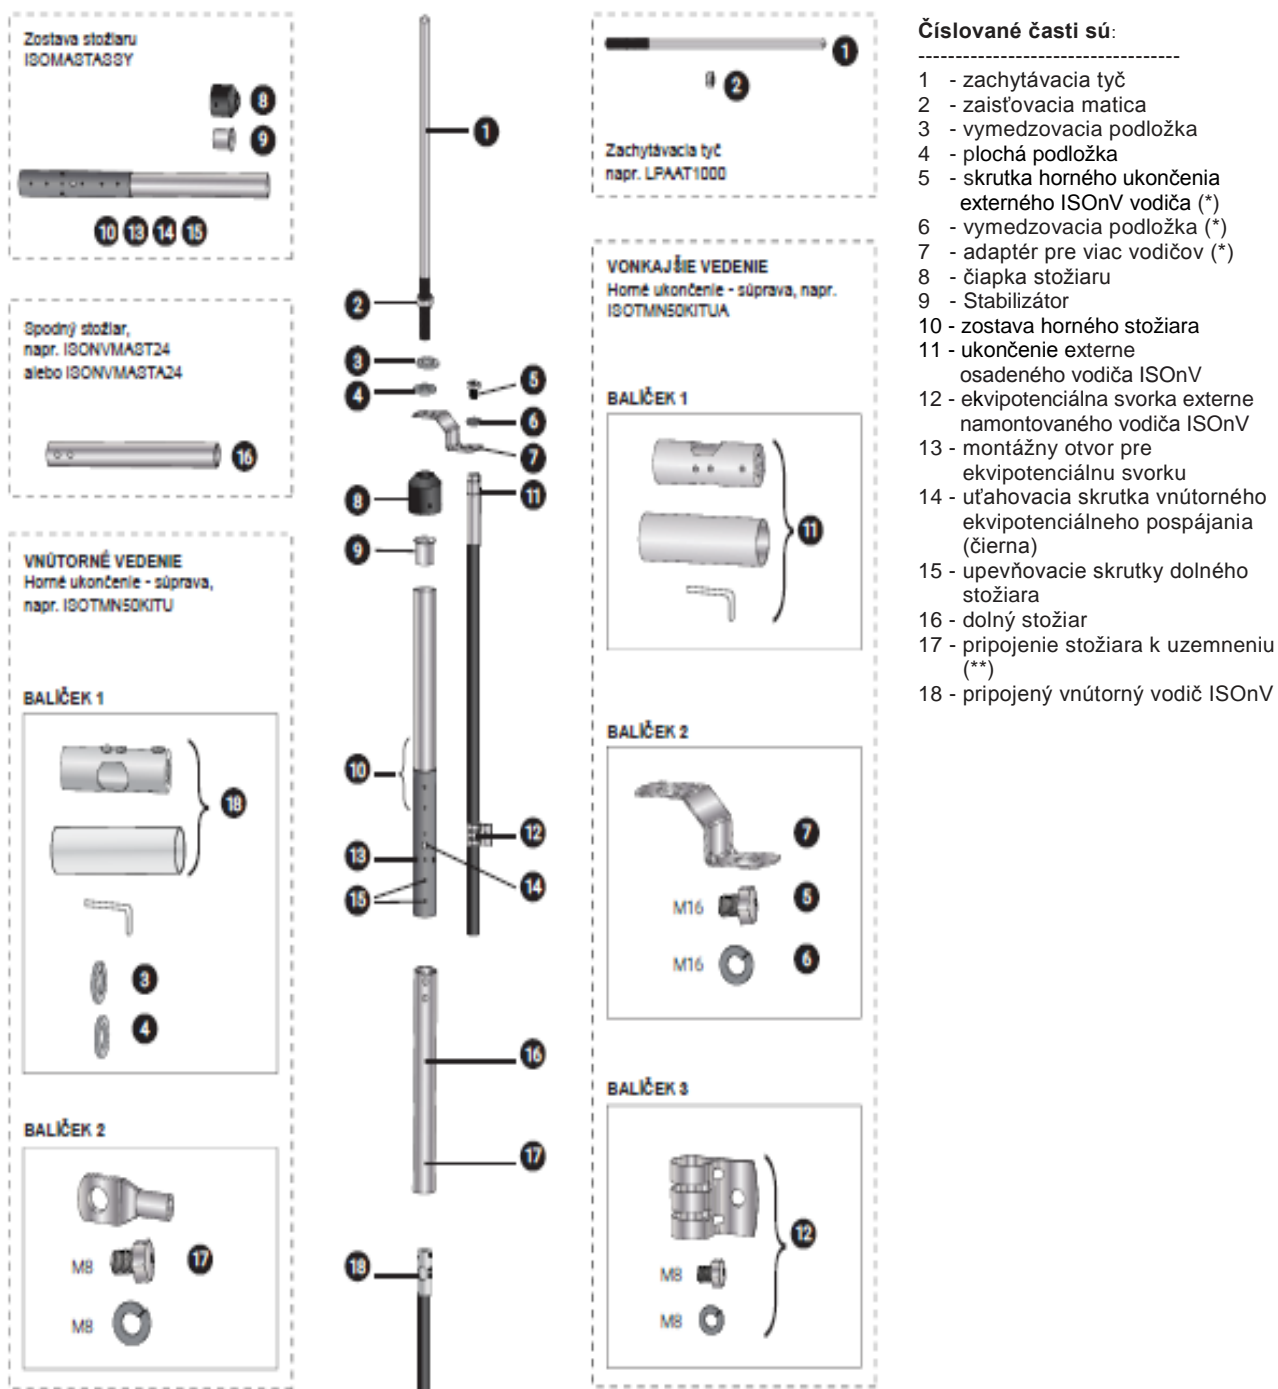 Zostava stožiaru
ISOMASTASSY
8
9
10 13 14 15
Spodný stožiar,
napr. ISONVMAST24
alebo ISONVMASTA24
16
VNÚTORNÉ VEDENIE
Horné ukončenie - súprava,
napr. ISOTMN50KITU
BALÍČEK 1
18
3
4
BALÍČEK 2
M8
17
M8
1
2
3
4
5
6
7
8
11
9
10
12
13
14
15
16
17
18
1
2
Zachytávacia tyč
napr. LPAAT1000
VONKAJŠIE VEDENIE
Horné ukončenie - súprava, napr.
ISOTMN50KITUA
BALÍČEK 1
11
BALÍČEK 2
7
M16
5
M16
6
BALÍČEK 3
12
M8
M8
Číslované časti sú:
-----------------------------------
1 - zachytávacia tyč
2 - zaisťovacia matica
3 - vymedzovacia podložka
4 - plochá podložka
5 - skrutka horného ukončenia
externého ISOnV vodiča (*)
6 - vymedzovacia podložka (*)
7 - adaptér pre viac vodičov (*)
8 - čiapka stožiaru
9 - Stabilizátor
10 - zostava horného stožiara
11 - ukončenie externe
osadeného vodiča ISOnV
12 - ekvipotenciálna svorka externe
namontovaného vodiča ISOnV
13 - montážny otvor pre
ekvipotenciálnu svorku
14 - uťahovacia skrutka vnútorného
ekvipotenciálneho pospájania
(čierna)
15 - upevňovacie skrutky dolného
stožiara
16 - dolný stožiar
17 - pripojenie stožiara k uzemneniu
(**)
18 - pripojený vnútorný vodič ISOnV